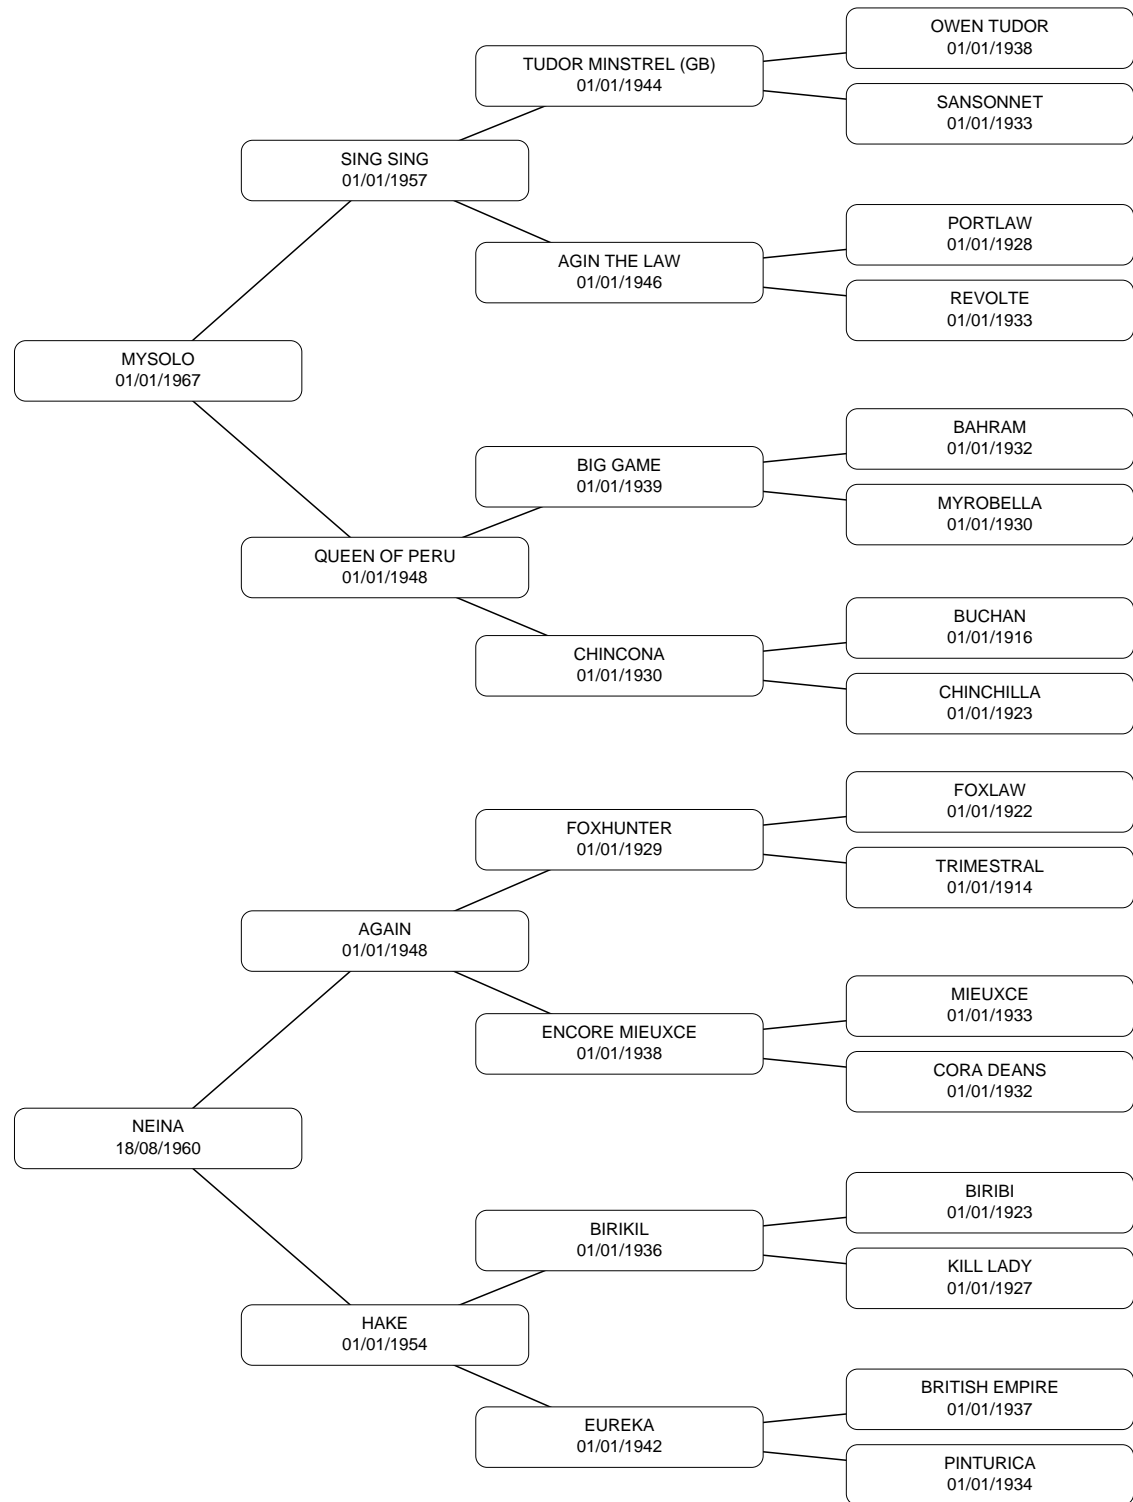 OWEN TUDOR
01/01/1938
TUDOR MINSTREL (GB)
01/01/1944
SANSONNET
01/01/1933
SING SING
01/01/1957
PORTLAW
01/01/1928
AGIN THE LAW
01/01/1946
REVOLTE
01/01/1933
MYSOLO
01/01/1967
BAHRAM
01/01/1932
BIG GAME
01/01/1939
MYROBELLA
01/01/1930
QUEEN OF PERU
01/01/1948
BUCHAN
01/01/1916
CHINCONA
01/01/1930
CHINCHILLA
01/01/1923
FOXLAW
01/01/1922
FOXHUNTER
01/01/1929
TRIMESTRAL
01/01/1914
AGAIN
01/01/1948
MIEUXCE
01/01/1933
ENCORE MIEUXCE
01/01/1938
CORA DEANS
01/01/1932
NEINA
18/08/1960
BIRIBI
01/01/1923
BIRIKIL
01/01/1936
KILL LADY
01/01/1927
HAKE
01/01/1954
BRITISH EMPIRE
01/01/1937
EUREKA
01/01/1942
PINTURICA
01/01/1934